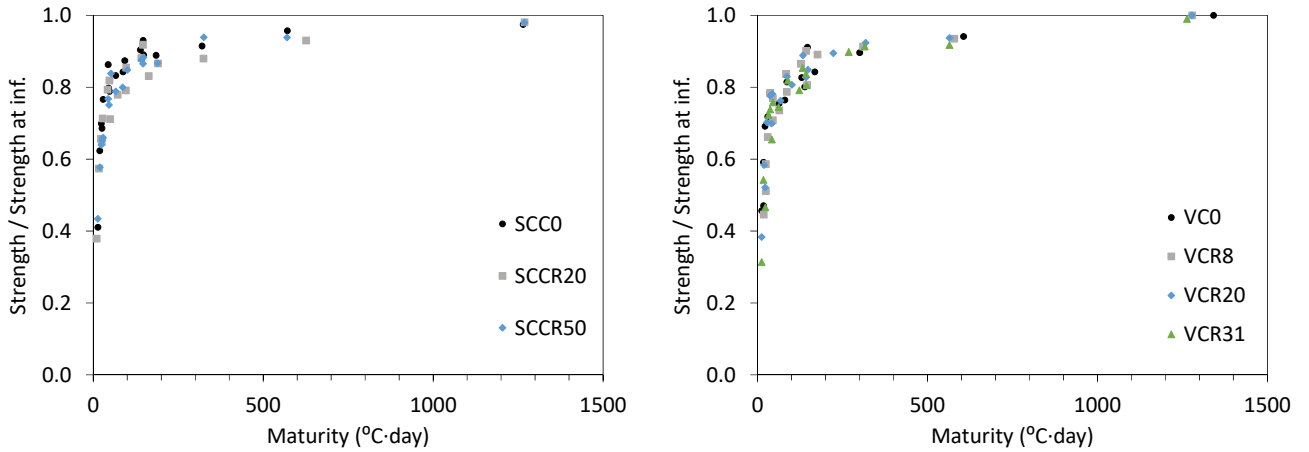 Strength / Strength at inf.
1.0
0.8
0.6
0.4
0.2
0.0
0
500
1000
1500
Maturity (⁰C·day)
SCC0
SCCR20
SCCR50
Strength / Strength at inf.
1.0
0.8
0.6
0.4
0.2
0.0
0
500
1000
1500
Maturity (⁰C·day)
VC0
VCR8
VCR20
VCR31